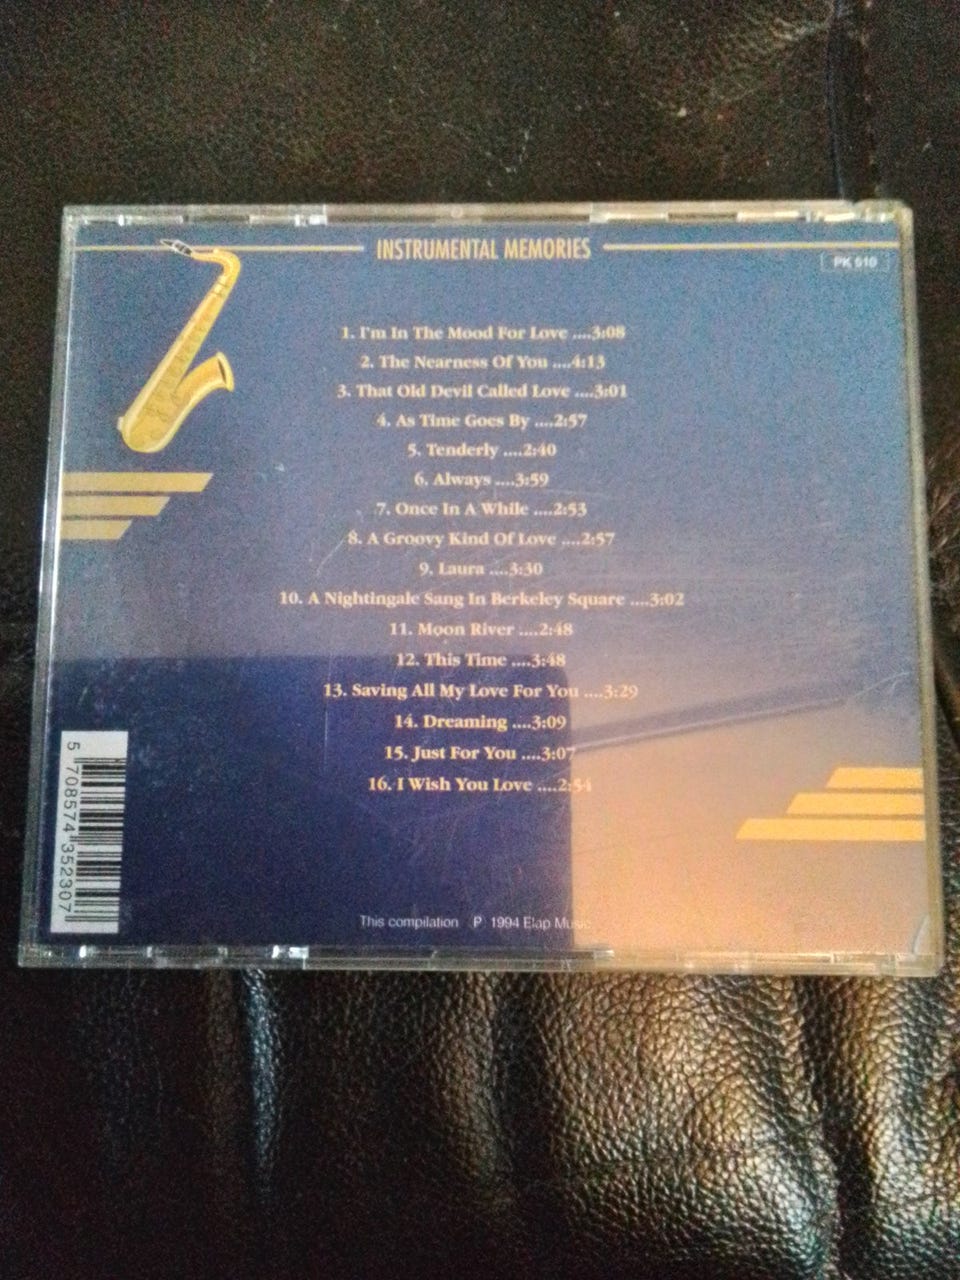 INSTRUMENTAL MEMORIES
PK 510
1. I'm In The Mood For Love ....3:08
2. The Nearness Of You ....4:13
3. That Old Devil Called Love ....3:01
4. As Time Goes By ....2:57
5. Tenderly ....2:40
6. Always ....3:59
7. Once In A While ....2:53
8. A Groovy Kind Of Love ....2:57
9. Laura ....3:30
10. A Nightingale Sang In Berkeley Square ....3:02
11. Moon River ....2:48
12. This Time ....3:48
13. Saving All My Love For You ....3:29
14. Dreaming ....3:09
15. Just For You ....3:07
16. I Wish You Love ....2:54
5 708574 352307
This compilation ℗ 1994 Elap Music